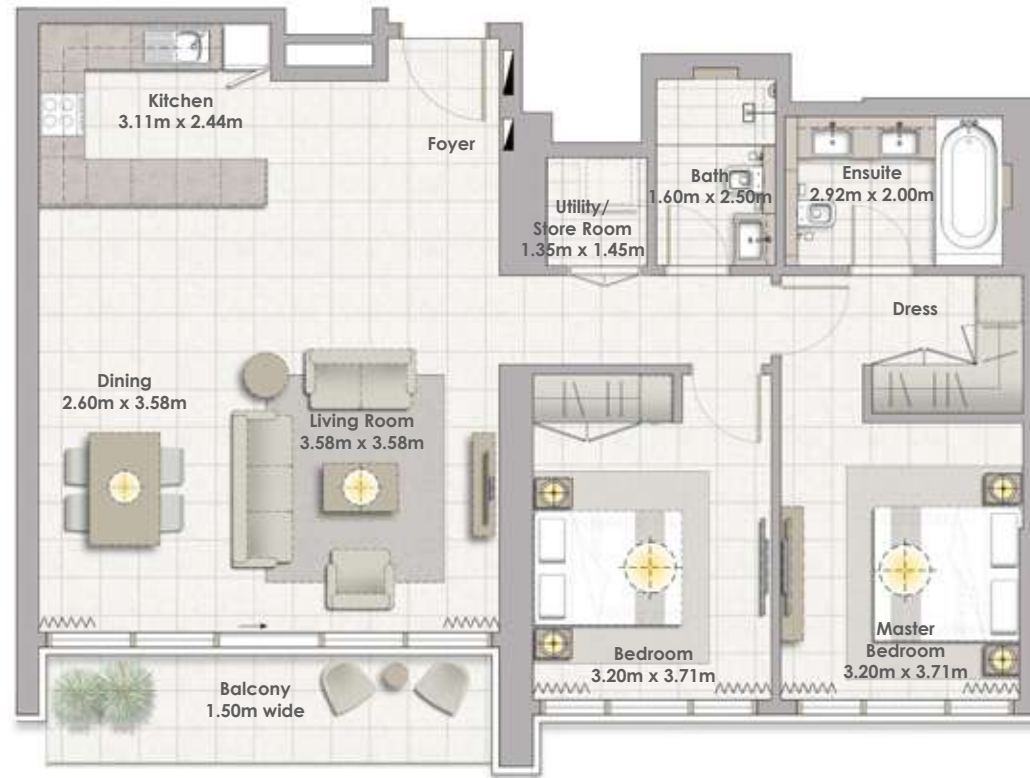 Kitchen
3.11m x 2.44m
Foyer
Bath
1.60m x 2.50m
Ensuite
2.92m x 2.00m
Utility/
Store Room
1.35m x 1.45m
Dress
Dining
2.60m x 3.58m
Living Room
3.58m x 3.58m
Bedroom
3.20m x 3.71m
Master
Bedroom
3.20m x 3.71m
Balcony
1.50m wide